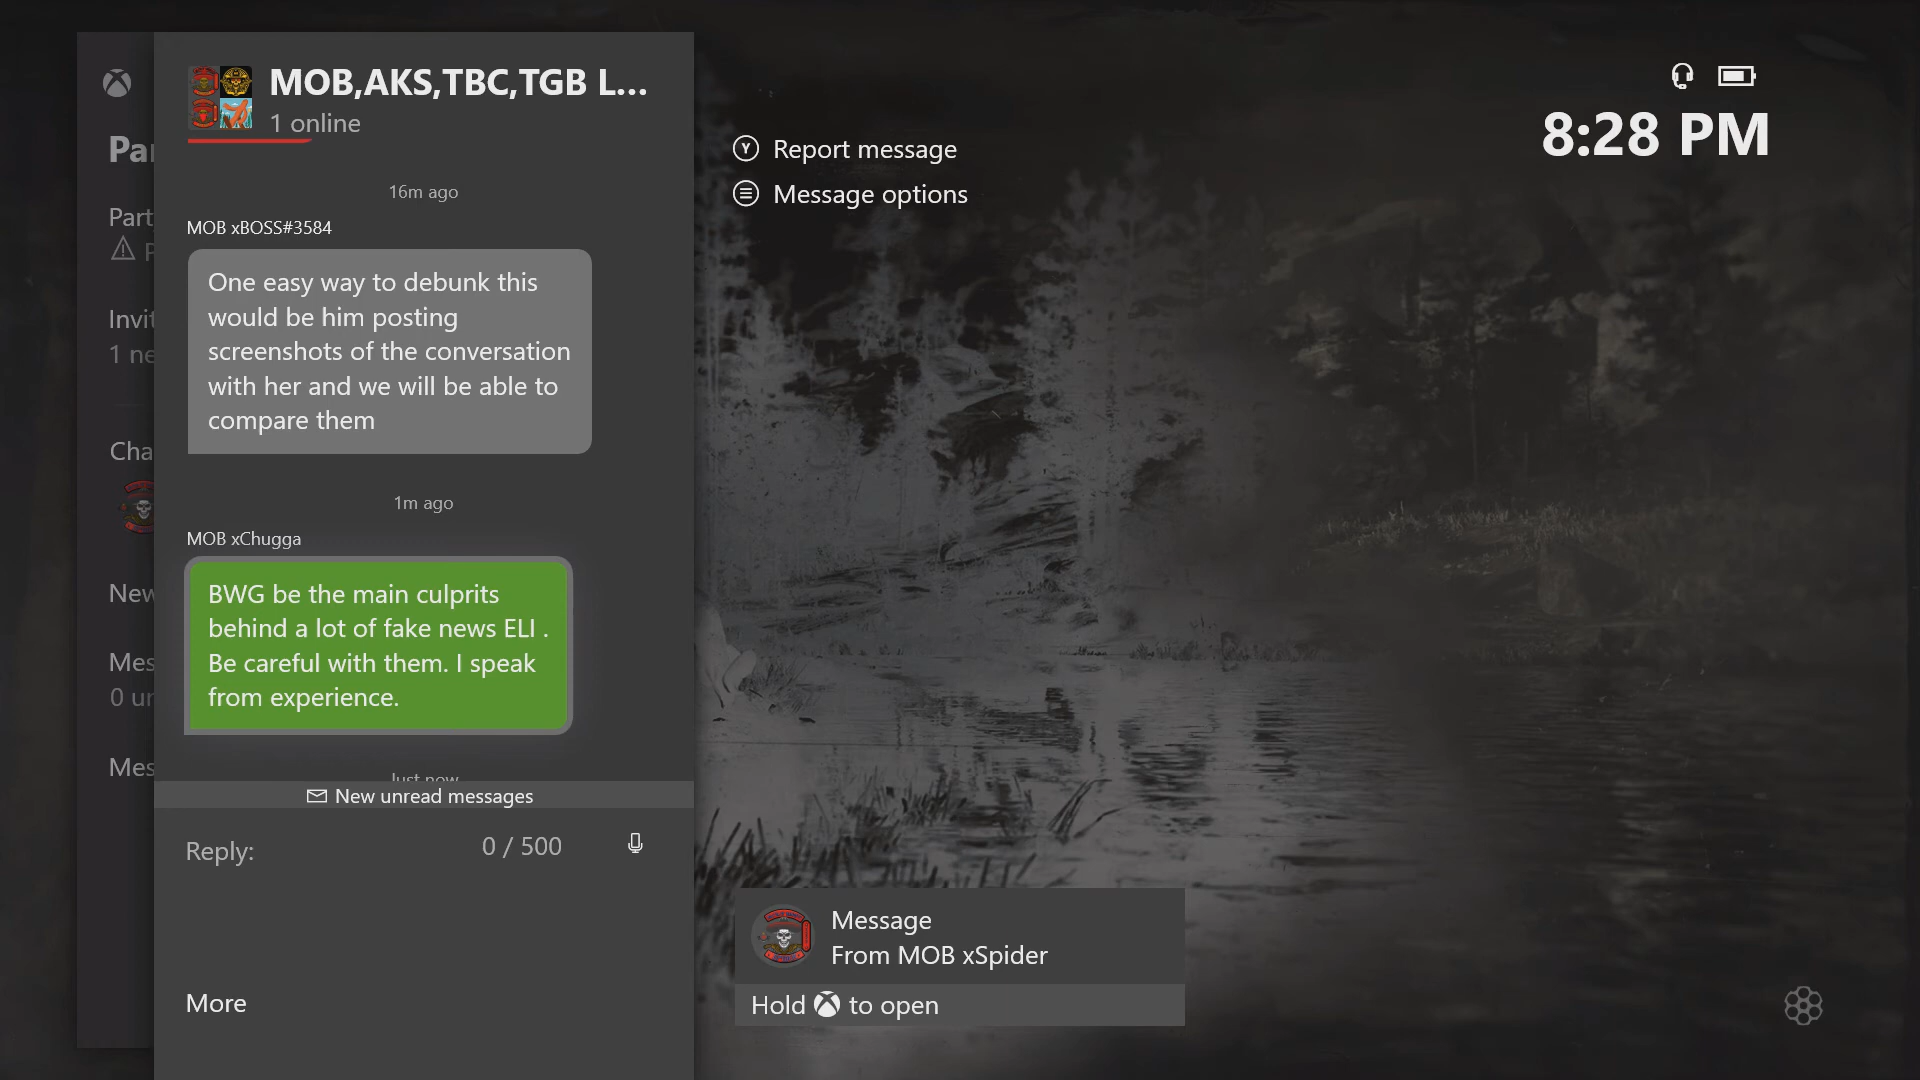 MOB,AKS,TBC,TGB L...
1 online
Par
Part
Invit
1 ne
Cha
New
Mes
0 ur
Mes
16m ago
MOB xBOSS#3584
One easy way to debunk this
would be him posting
screenshots of the conversation
with her and we will be able to
compare them
1m ago
MOB xChugga
BWG be the main culprits
behind a lot of fake news ELI .
Be careful with them. I speak
from experience.
Just now
New unread messages
Reply:
0 / 500
More
Y Report message
Message options
8:28 PM
Message
From MOB xSpider
Hold to open